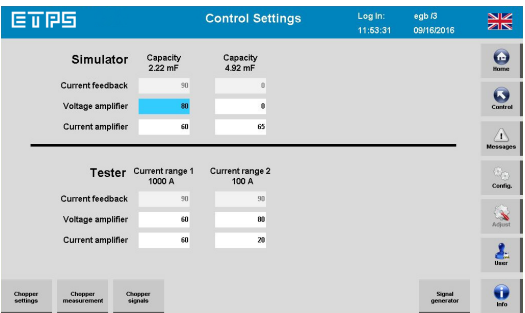 ETPS
Control Settings
Log In: egb /3
11:53:31 09/16/2016
Simulator
Capacity
2.22 mF
Capacity
4.92 mF
Current feedback 90 0
Voltage amplifier 80 0
Current amplifier 60 65
Tester
Current range 1
1000 A
Current range 2
100 A
Current feedback 90 90
Voltage amplifier 60 80
Current amplifier 60 20
Home
Control
Messages
Config.
Adjust
User
Info
Chopper
settings
Chopper
measurement
Chopper
signals
Signal
generator